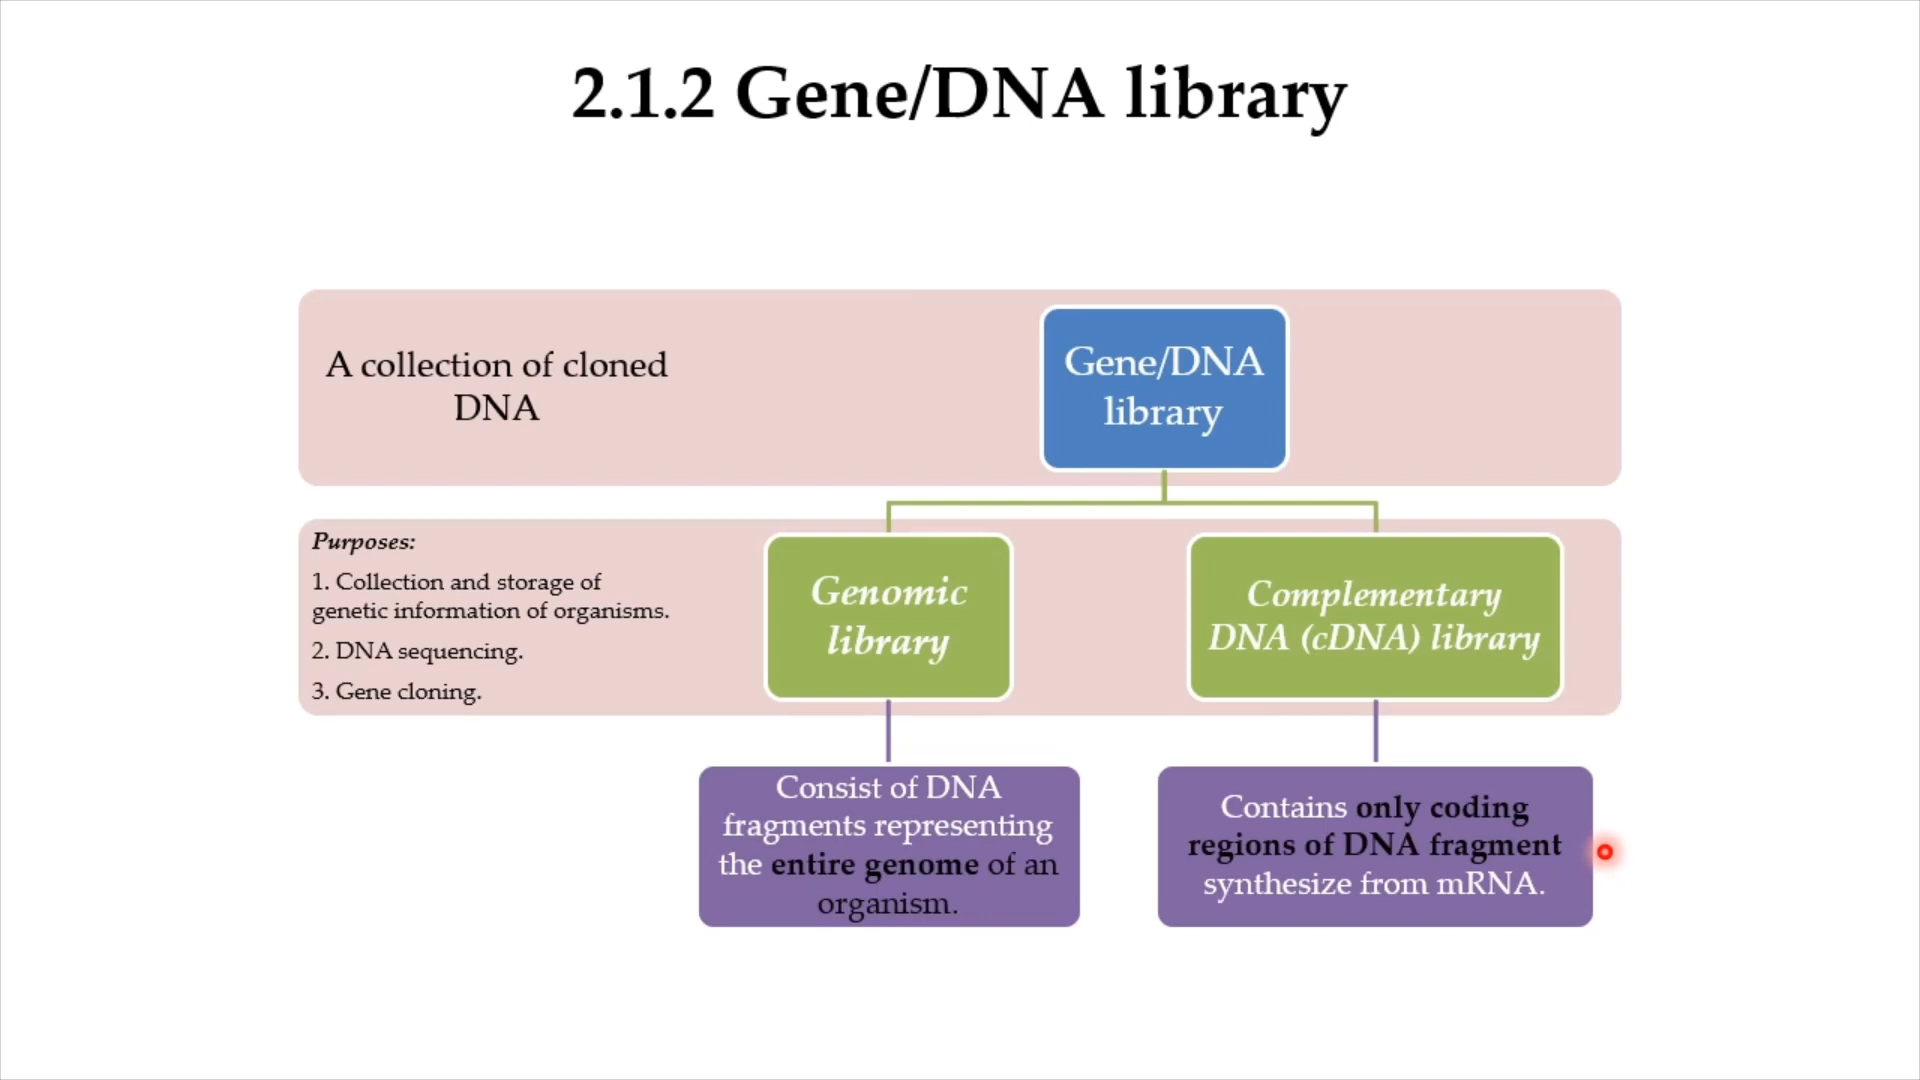 2.1.2 Gene/DNA library
A collection of cloned
DNA
Gene/DNA
library
Purposes:
1. Collection and storage of
genetic information of organisms.
2. DNA sequencing.
3. Gene cloning.
Genomic
library
Complementary
DNA (cDNA) library
Consist of DNA
fragments representing
the entire genome of an
organism.
Contains only coding
regions of DNA fragment
synthesize from mRNA.